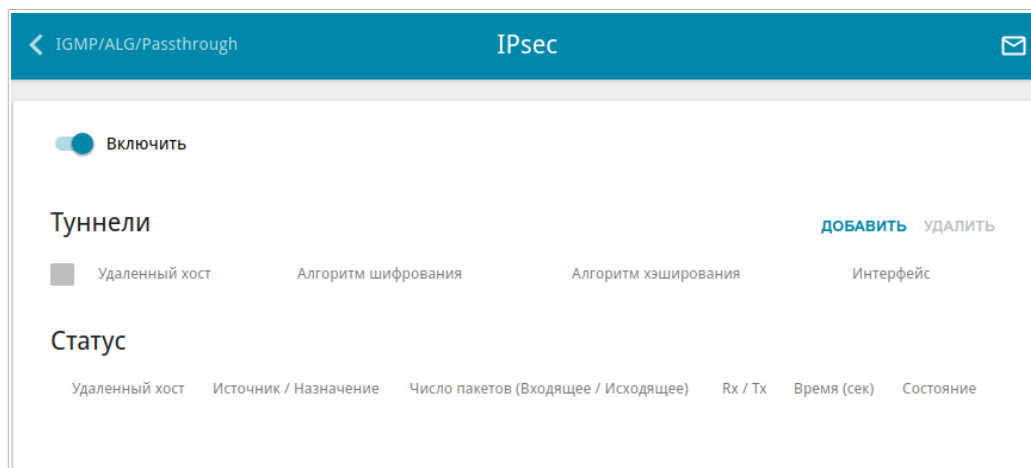 IGMP/ALG/Passthrough
IPsec
Включить
Туннели
ДОБАВИТЬ УДАЛИТЬ
Удаленный хост Алгоритм шифрования Алгоритм хэширования Интерфейс
Статус
Удаленный хост Источник / Назначение Число пакетов (Входящее / Исходящее) Rx / Tx Время (сек) Состояние